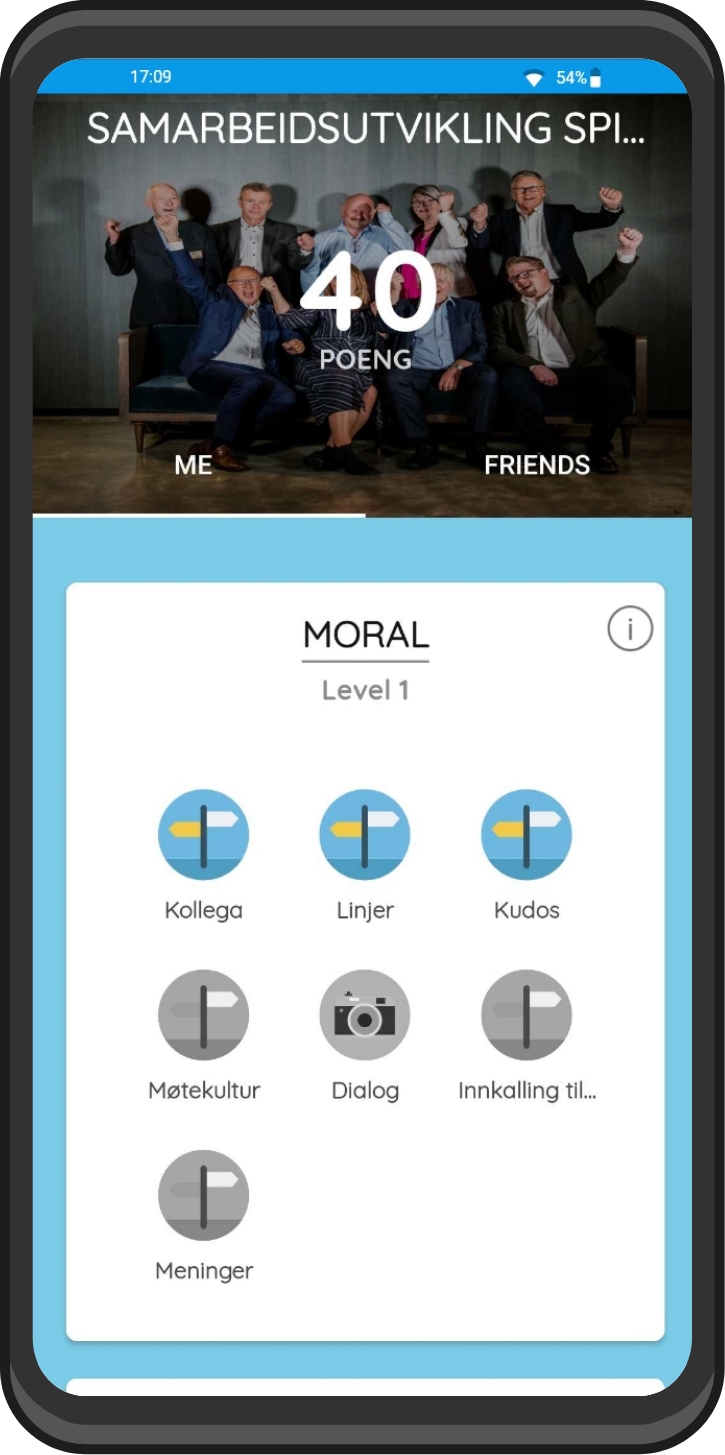 17:09 54%
SAMARBEIDSUTVIKLING SPI...
40
POENG
ME FRIENDS
MORAL
i
Level 1
Kollega Linjer Kudos
Møtekultur Dialog Innkalling til...
Meninger